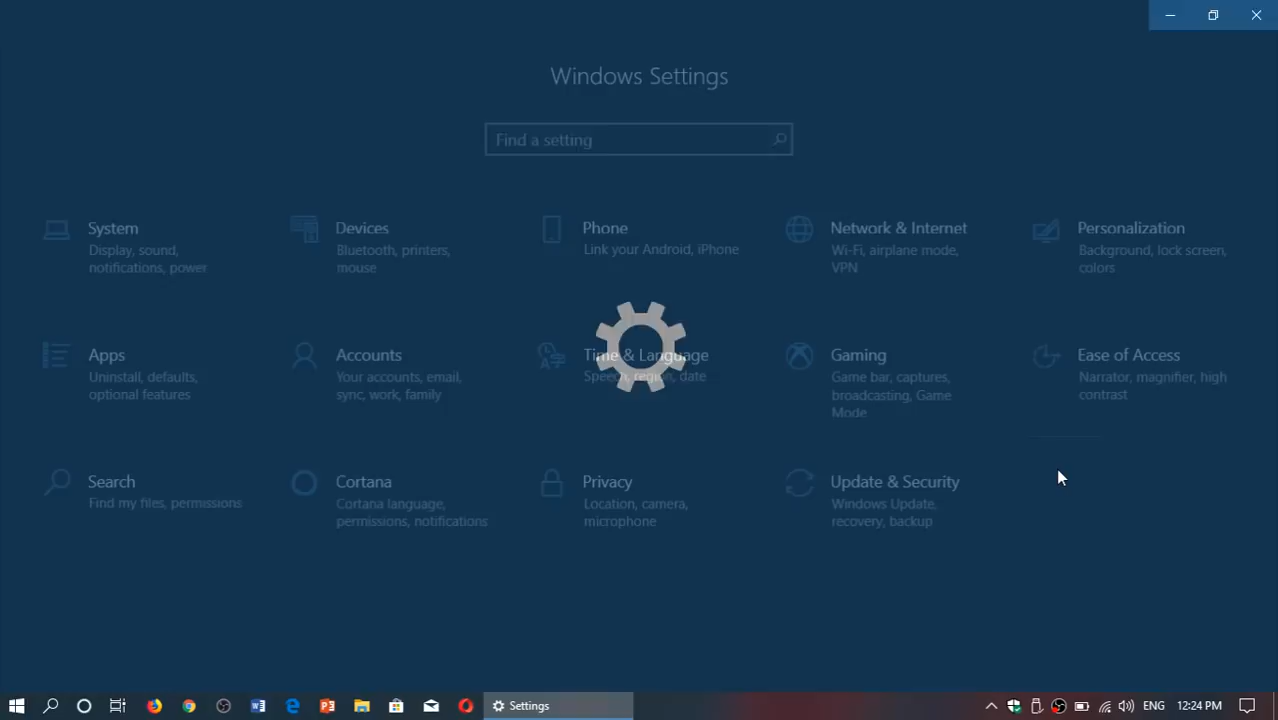 Windows Settings
Find a setting
System
Display, sound,
notifications, power
Devices
Bluetooth, printers,
mouse
Phone
Link your Android, iPhone
Network & Internet
Wi-Fi, airplane mode,
VPN
Personalization
Background, lock screen,
colors
Apps
Uninstall, defaults,
optional features
Accounts
Your accounts, email,
sync, work, family
Time & Language
Speech, region, date
Gaming
Game bar, captures,
broadcasting, Game
Mode
Ease of Access
Narrator, magnifier, high
contrast
Search
Find my files, permissions
Cortana
Cortana language,
permissions, notifications
Privacy
Location, camera,
microphone
Update & Security
Windows Update,
recovery, backup
Settings
ENG
12:24 PM